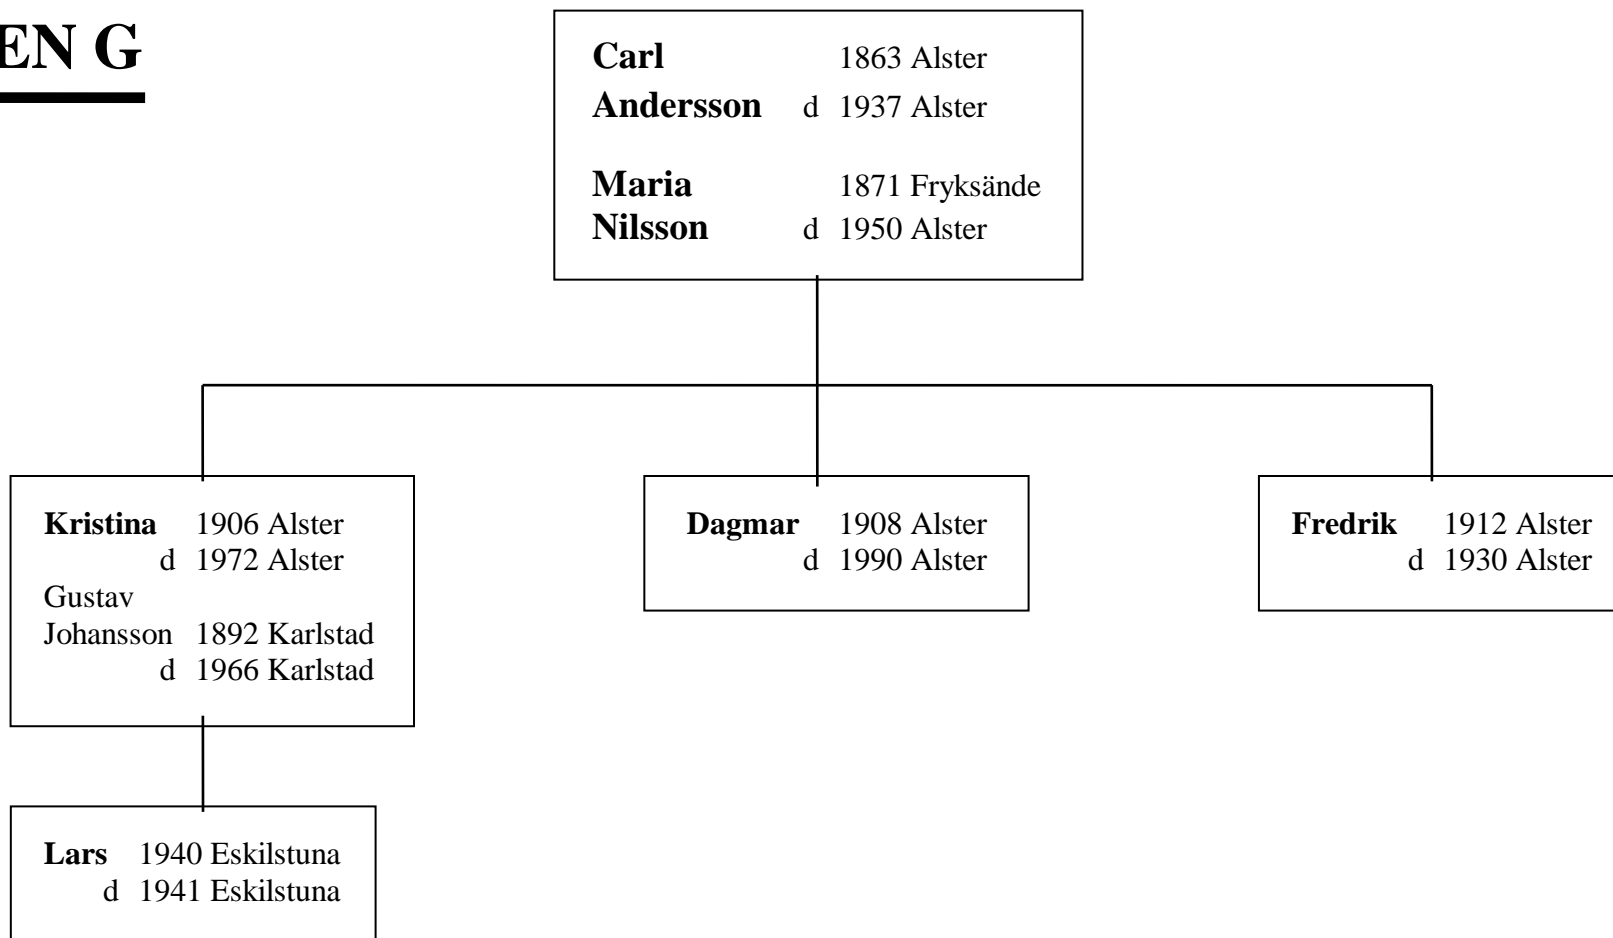 EN G
Carl 1863 Alster
Andersson d 1937 Alster
Maria 1871 Fryksände
Nilsson d 1950 Alster
Kristina 1906 Alster
d 1972 Alster
Gustav
Johansson 1892 Karlstad
d 1966 Karlstad
Dagmar 1908 Alster
d 1990 Alster
Fredrik 1912 Alster
d 1930 Alster
Lars 1940 Eskilstuna
d 1941 Eskilstuna